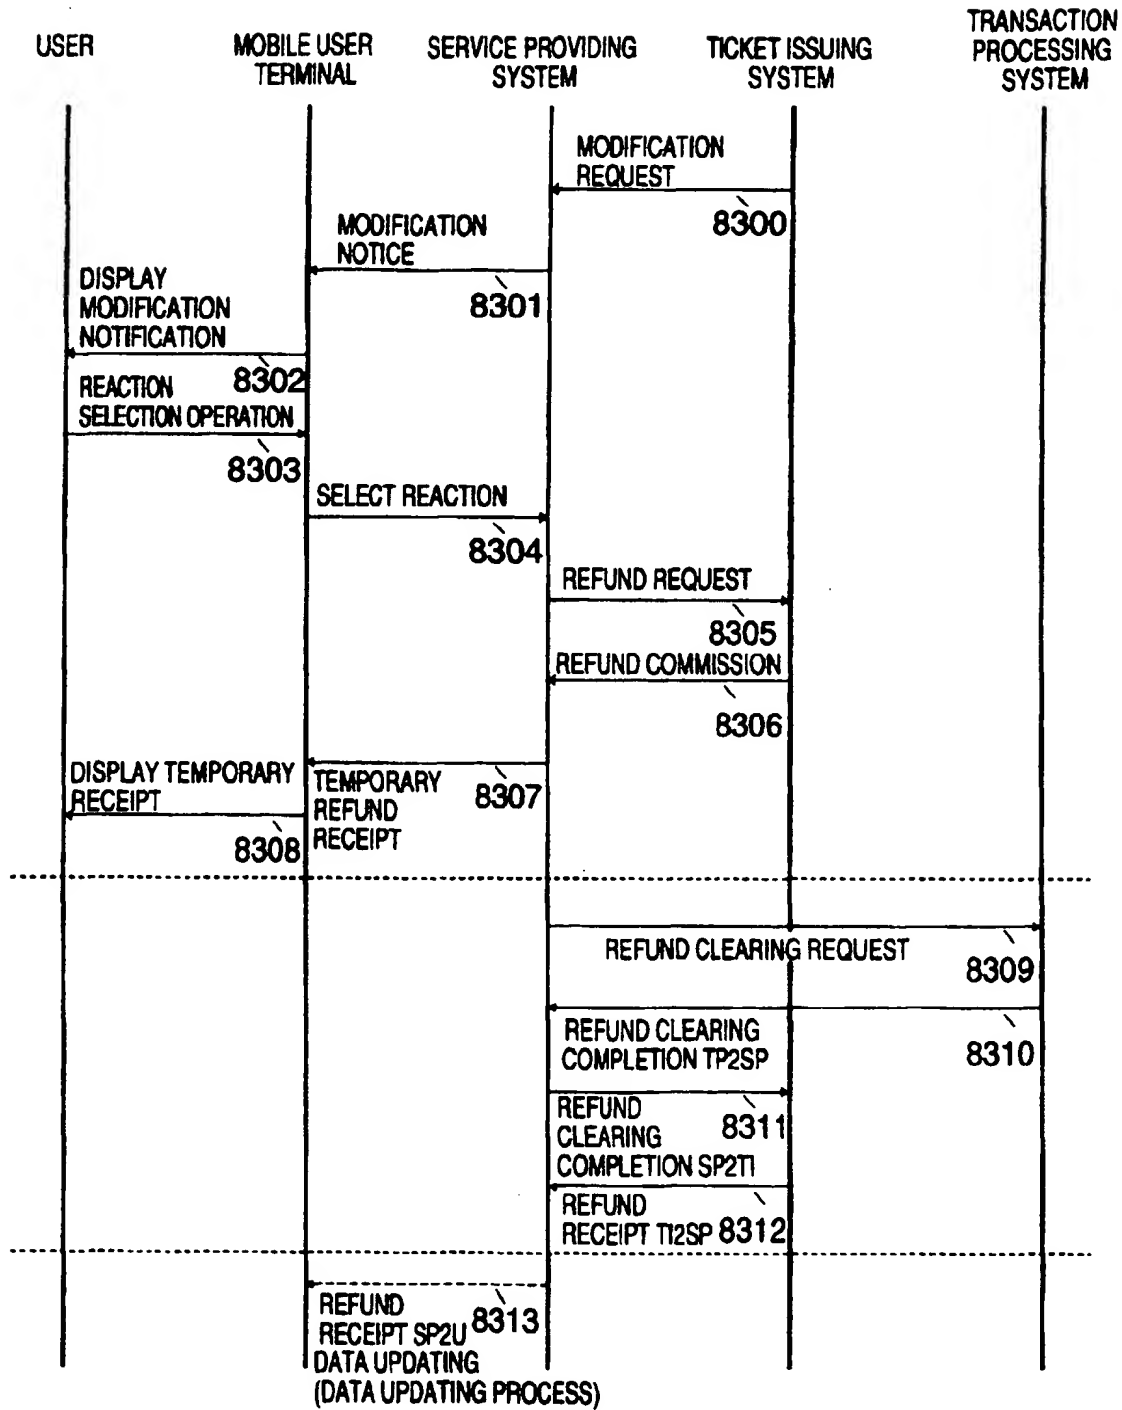 USER
MOBILE USER
TERMINAL
SERVICE PROVIDING
SYSTEM
TICKET ISSUING
SYSTEM
TRANSACTION
PROCESSING
SYSTEM
MODIFICATION
REQUEST
8300
MODIFICATION
NOTICE
8301
DISPLAY
MODIFICATION
NOTIFICATION
8302
REACTION
SELECTION OPERATION
8303
SELECT REACTION
8304
REFUND REQUEST
8305
REFUND COMMISSION
8306
TEMPORARY
REFUND
RECEIPT
8307
DISPLAY TEMPORARY
RECEIPT
8308
REFUND CLEARING REQUEST
8309
REFUND CLEARING
COMPLETION TP2SP
8310
REFUND
CLEARING
COMPLETION SP2TI
8311
REFUND
RECEIPT TI2SP
8312
REFUND
RECEIPT SP2U
8313
DATA UPDATING
(DATA UPDATING PROCESS)